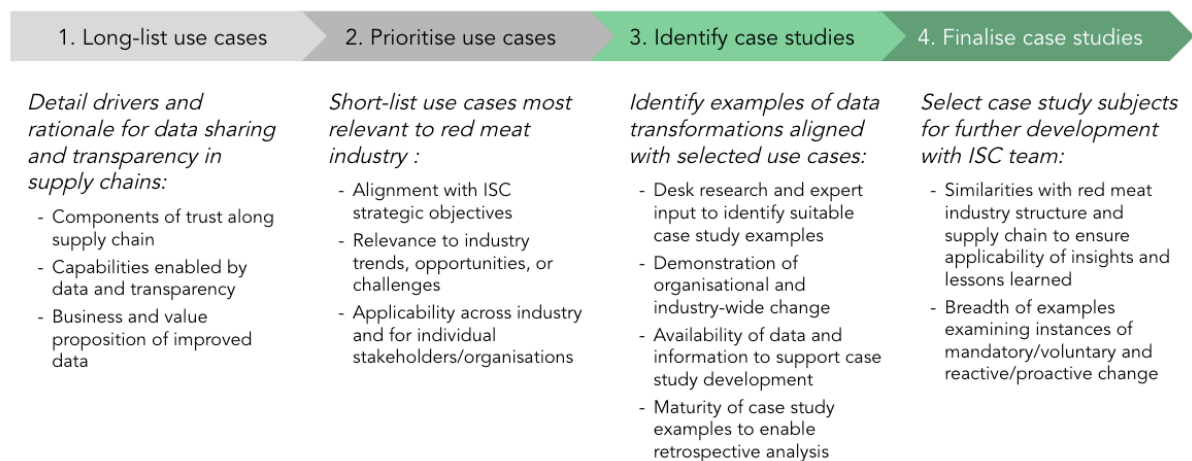 1. Long-list use cases
2. Prioritise use cases
3. Identify case studies
4. Finalise case studies
Detail drivers and
rationale for data sharing
and transparency in
supply chains:
- Components of trust along
supply chain
- Capabilities enabled by
data and transparency
- Business and value
proposition of improved
data
Short-list use cases most
relevant to red meat
industry :
- Alignment with ISC
strategic objectives
- Relevance to industry
trends, opportunities, or
challenges
- Applicability across industry
and for individual
stakeholders/organisations
Identify examples of data
transformations aligned
with selected use cases:
- Desk research and expert
input to identify suitable
case study examples
- Demonstration of
organisational and
industry-wide change
- Availability of data and
information to support case
study development
- Maturity of case study
examples to enable
retrospective analysis
Select case study subjects
for further development
with ISC team:
- Similarities with red meat
industry structure and
supply chain to ensure
applicability of insights and
lessons learned
- Breadth of examples
examining instances of
mandatory/voluntary and
reactive/proactive change